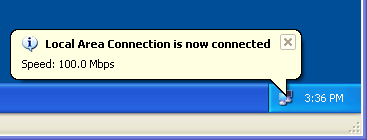 Local Area Connection is now connected
Speed: 100.0 Mbps
3:36 PM